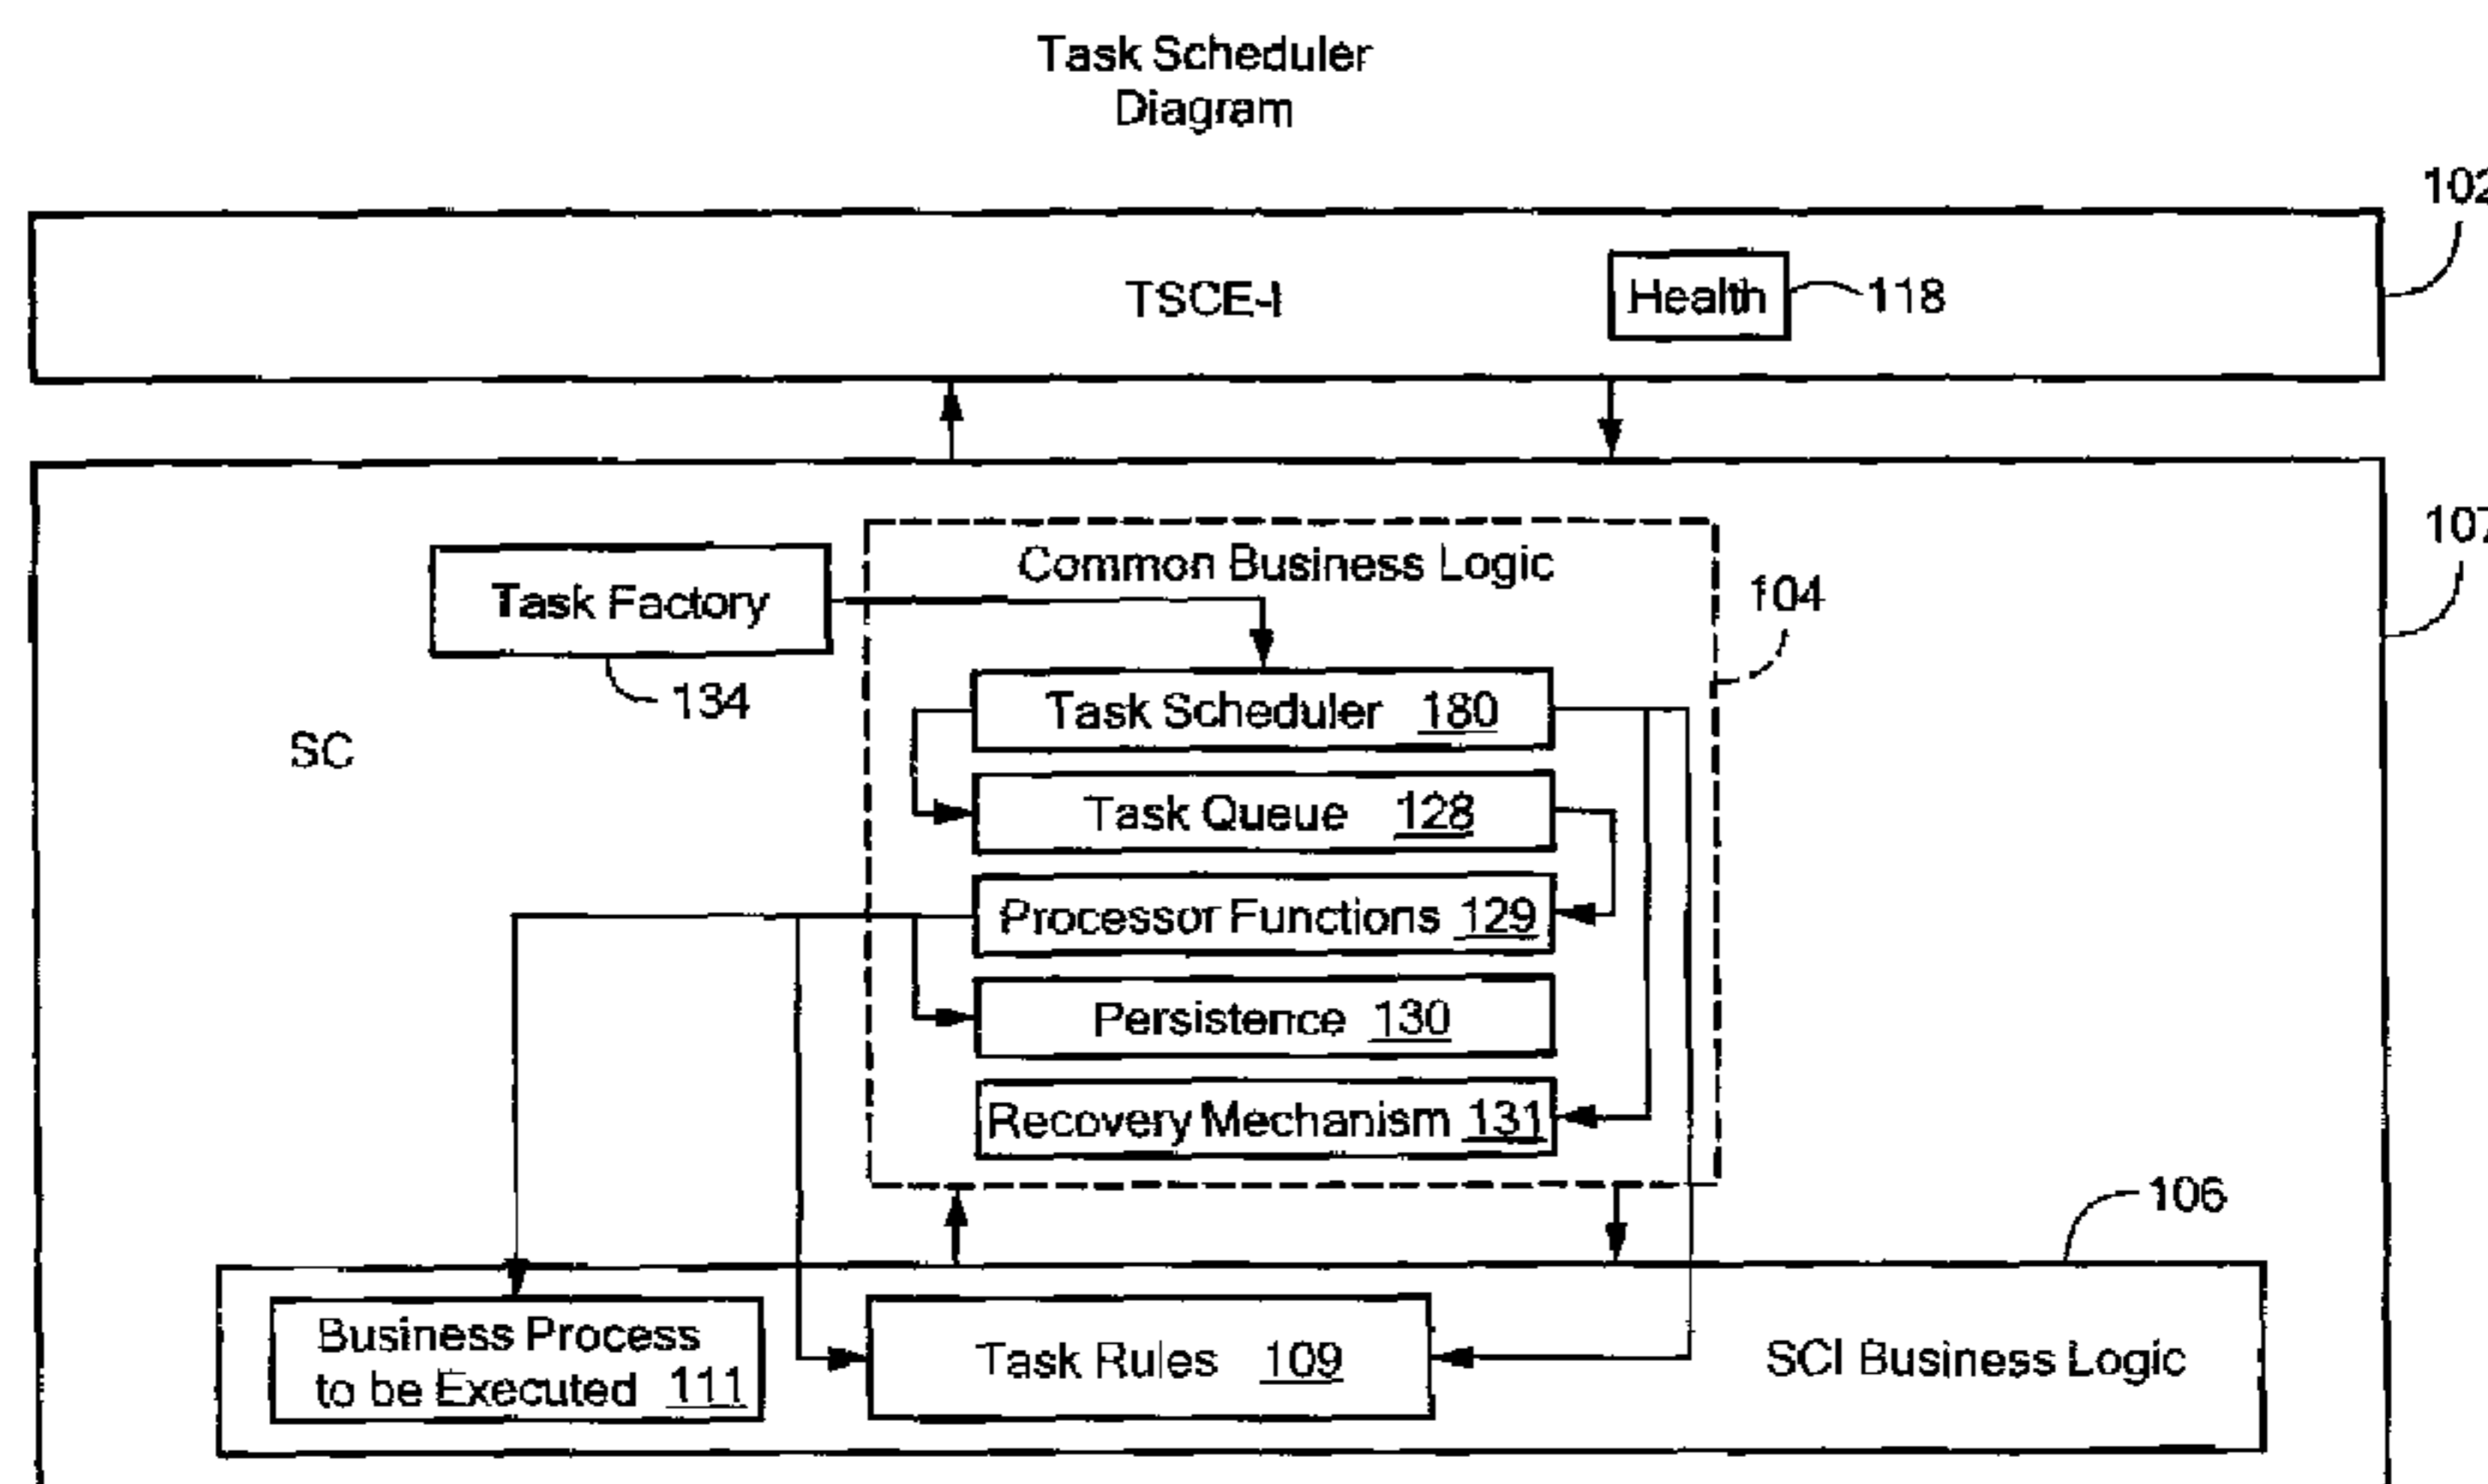 Task Scheduler
Diagram
102
TSCE-I
Health
118
107
Common Business Logic
Task Factory
104
134
Task Scheduler 180
SC
Task Queue 128
Processor Functions 129
Persistence 130
Recovery Mechanism 131
106
Business Process
to be Executed 111
Task Rules 109
SCI Business Logic